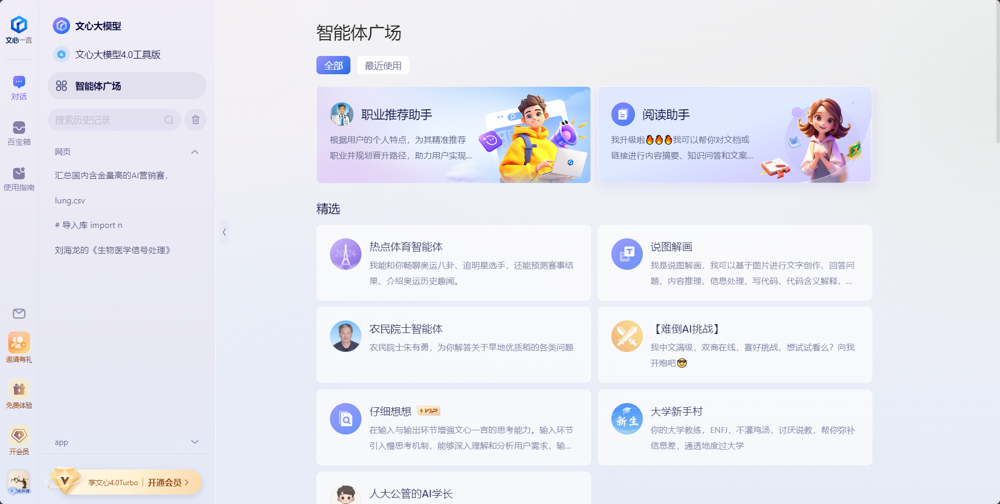 文心一言
对话
百宝箱
使用指南
邀请有礼
免费体验
开会员
未开通
文心大模型
文心大模型4.0工具版
智能体广场
搜索历史记录
网页
汇总国内含金量高的AI营销赛，
lung.csv
# 导入库 import n
刘海龙的《生物医学信号处理》
app
享文心4.0Turbo | 开通会员
智能体广场
全部
最近使用
职业推荐助手
根据用户的个人特点，为其精准推荐
职业并规划晋升路径，助力用户实现...
阅读助手
我升级啦🔥🔥🔥我可以帮你对文档或
链接进行内容摘要、知识问答和文案...
精选
2024
热点体育智能体
我能和你畅聊奥运八卦、追明星选手，还能预测赛事结
果、介绍奥运历史趣闻。
T
说图解画
我是说图解画，我可以基于图片进行文字创作、回答问
题、内容推理、信息处理、写代码、代码含义解释、...
农民院士智能体
农民院士朱有勇，为你解答关于旱地优质稻的各类问题
【难倒AI挑战】
我中文满级，双商在线，喜好挑战，想试试看么？向我
开炮吧😎
仔细想想 VIP
在输入与输出环节增强文心一言的思考能力。输入环节
引入慢思考机制，能够深入理解和分析用户需求，输...
新生
大学新手村
你的大学教练，ENFJ，不灌鸡汤，讨厌说教，帮你弥补
信息差，通透地度过大学
人大公管的AI学长